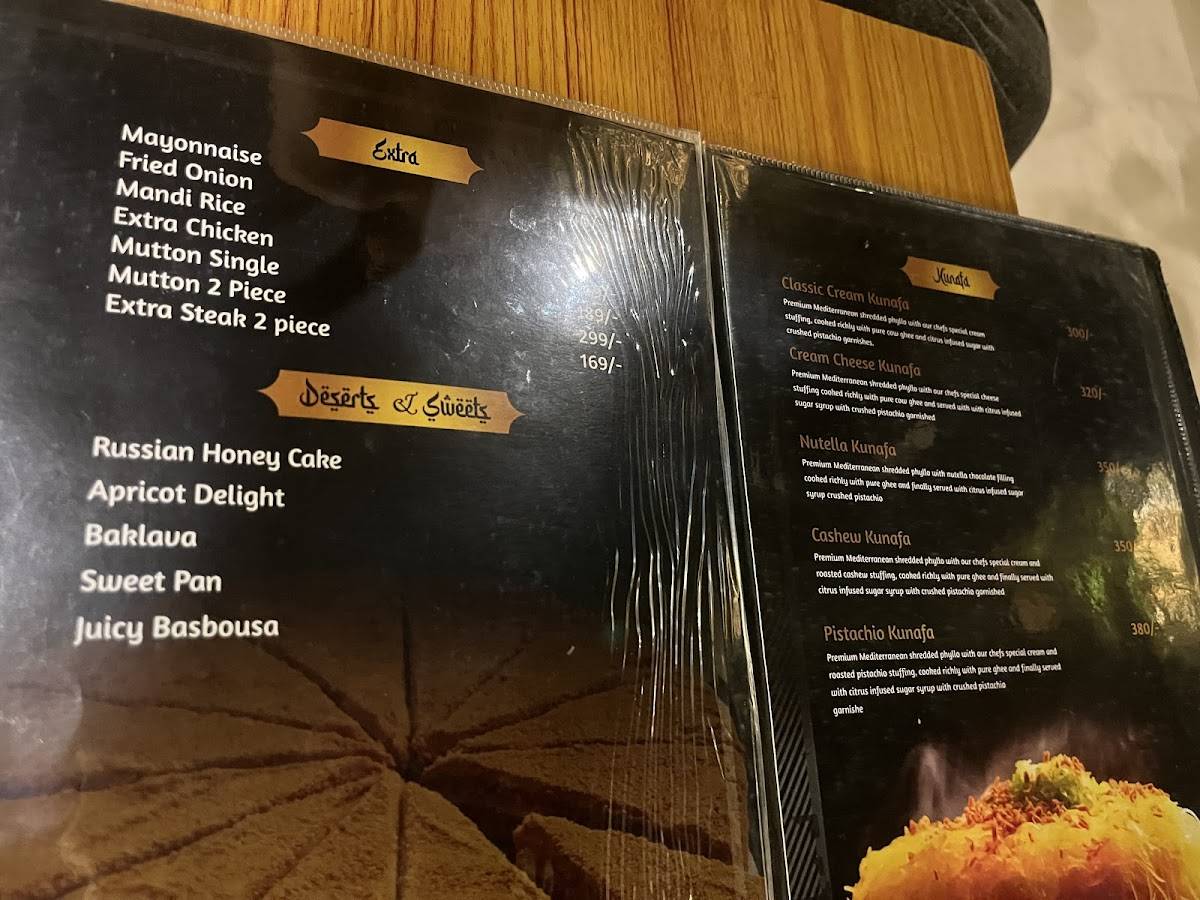 Extra
Mayonnaise
Fried Onion
Mandi Rice
Extra Chicken
Mutton Single
Mutton 2 Piece
Extra Steak 2 piece
189/-
299/-
169/-
Deserts & Sweets
Russian Honey Cake
Apricot Delight
Baklava
Sweet Pan
Juicy Basbousa
Kunafa
Classic Cream Kunafa 300/-
Premium Mediterranean shredded phyllo with our chefs special cream
stuffing, cooked richly with pure cow ghee and citrus infused sugar with
crushed pistachio garnishes.
Cream Cheese Kunafa 320/-
Premium Mediterranean shredded phyllo with our chefs special cheese
stuffing cooked richly with pure cow ghee and served with with citrus infused
sugar syrup with crushed pistachio garnished
Nutella Kunafa 350/-
Premium Mediterranean shredded phyllo with nutella chocolate filling
cooked richly with pure ghee and finally served with citrus infused sugar
syrup crushed pistachio
Cashew Kunafa 350
Premium Mediterranean shredded phyllo with our chefs special cream and
roasted cashew stuffing, cooked richly with pure ghee and finally served with
citrus infused sugar syrup with crushed pistachio garnished
Pistachio Kunafa 380/-
Premium Mediterranean shredded phyllo with our chefs special cream and
roasted pistachio stuffing, cooked richly with pure ghee and finally served
with citrus infused sugar syrup with crushed pistachio
garnishe